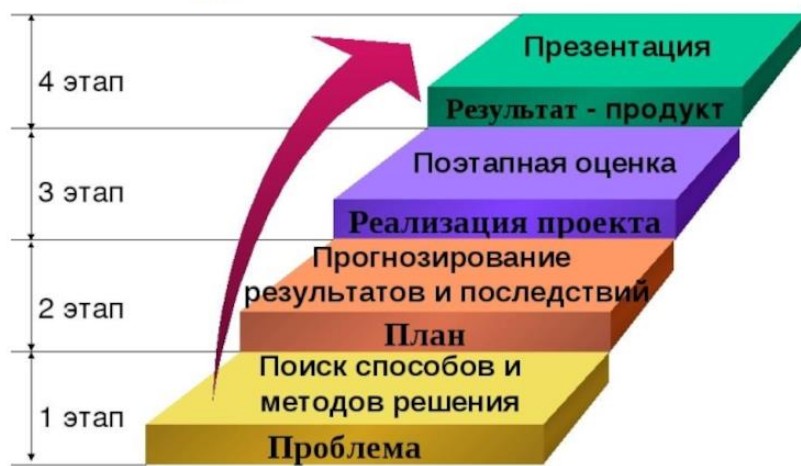 4 этап
Презентация
Результат - продукт
3 этап
Поэтапная оценка
Реализация проекта
2 этап
Прогнозирование
результатов и последствий
План
1 этап
Поиск способов и
методов решения
Проблема